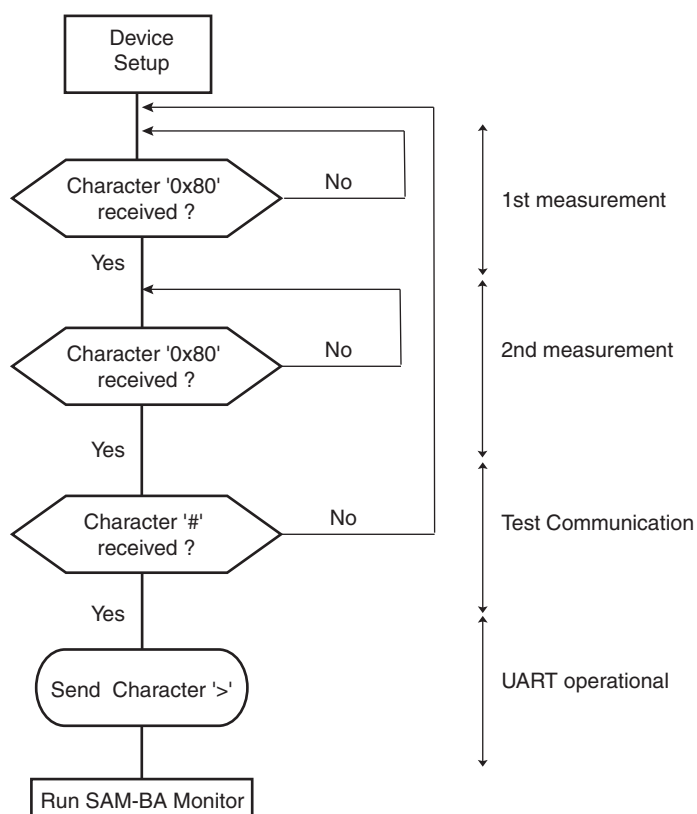 Device
Setup
Character '0x80'
received ?
No
1st measurement
Yes
Character '0x80'
received ?
No
2nd measurement
Yes
Character '#'
received ?
No
Test Communication
Yes
Send Character '>'
UART operational
Run SAM-BA Monitor